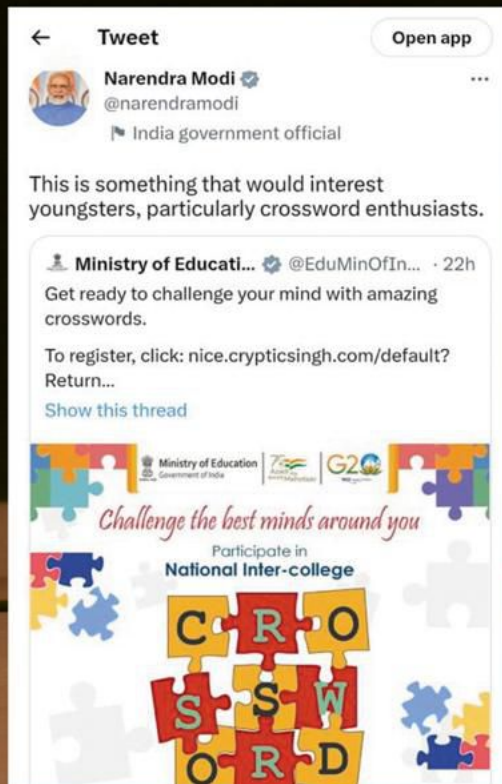 Tweet
Open app
Narendra Modi
@narendramodi
India government official
This is something that would interest
youngsters, particularly crossword enthusiasts.
Ministry of Educati... @EduMinOfIn... · 22h
Get ready to challenge your mind with amazing
crosswords.
To register, click: nice.crypticsingh.com/default?
Return...
Show this thread
Ministry of Education
Government of India
G20
Challenge the best minds around you
Participate in
National Inter-college
CRO
SSW
ORD